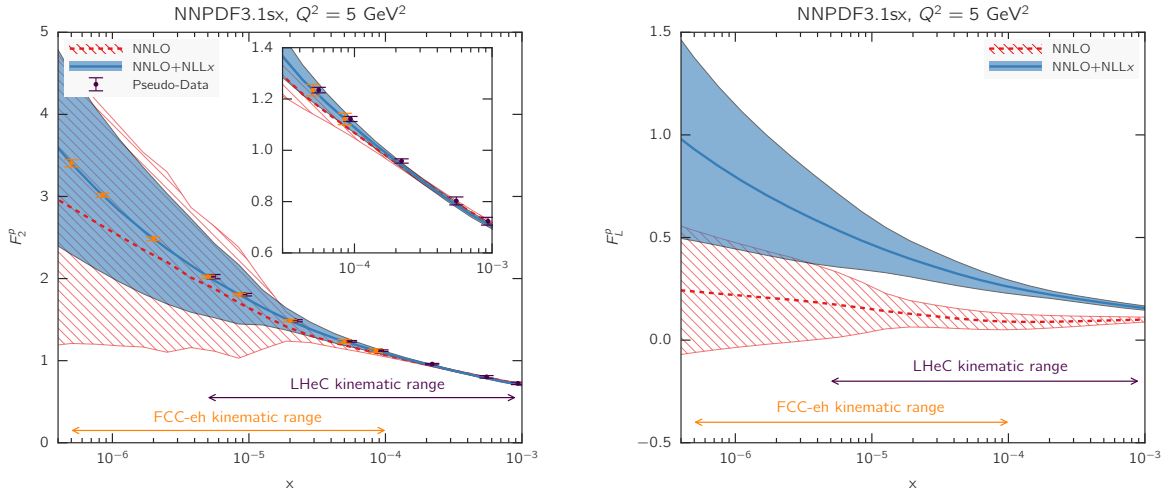 NNPDF3.1sx, Q² = 5 GeV²
NNLO
NNLO+NLLx
Pseudo-Data
1.4
1.2
1.0
0.8
0.6
10⁻⁴
10⁻³
5
4
3
2
1
0
F₂ᵖ
LHeC kinematic range
FCC-eh kinematic range
10⁻⁶
10⁻⁵
10⁻⁴
10⁻³
x
NNPDF3.1sx, Q² = 5 GeV²
NNLO
NNLO+NLLx
1.5
1.0
0.5
0.0
−0.5
F_Lᵖ
LHeC kinematic range
FCC-eh kinematic range
10⁻⁶
10⁻⁵
10⁻⁴
10⁻³
x